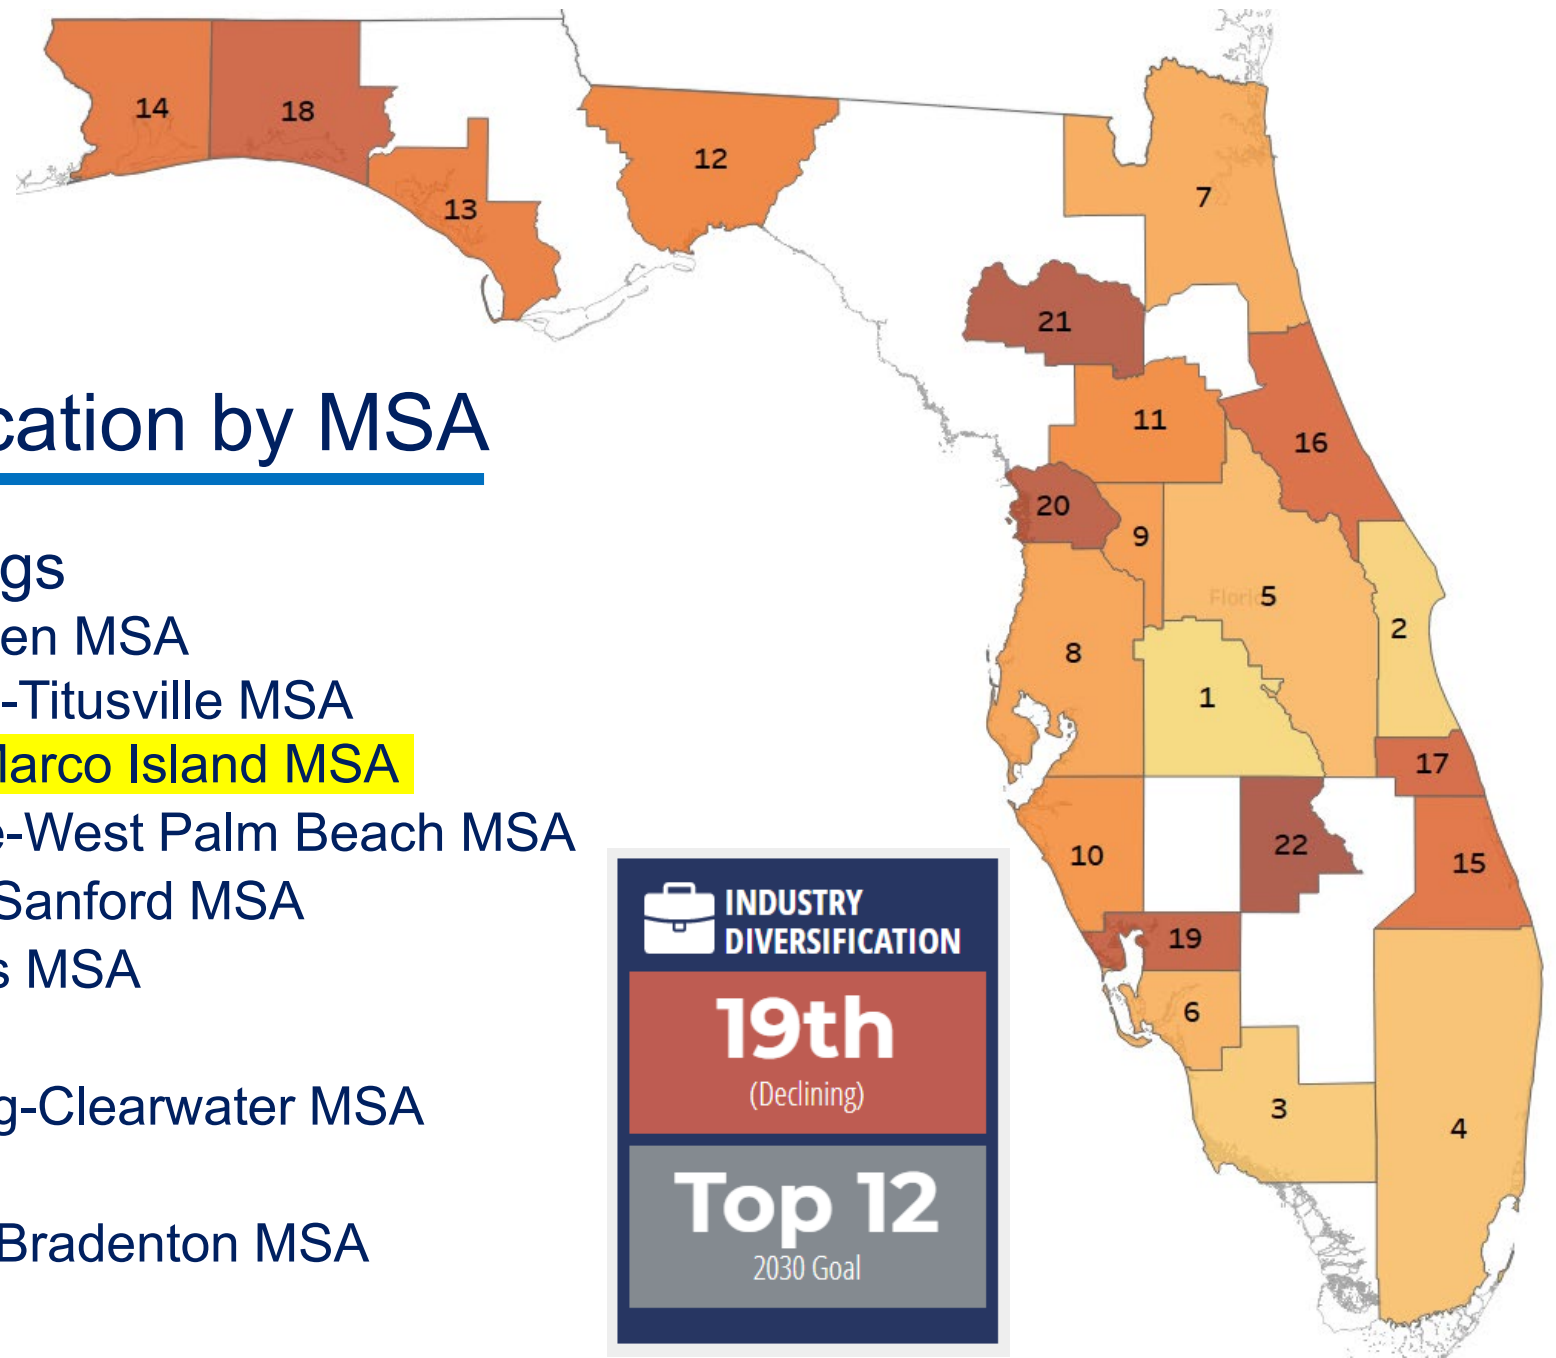 14
18
12
13
7
21
11
16
20
9
5
2
8
1
17
10
22
15
19
6
3
4
cation by MSA
gs
en MSA
-Titusville MSA
Marco Island MSA
e-West Palm Beach MSA
Sanford MSA
s MSA
g-Clearwater MSA
Bradenton MSA
INDUSTRY
DIVERSIFICATION
19th
(Declining)
Top 12
2030 Goal